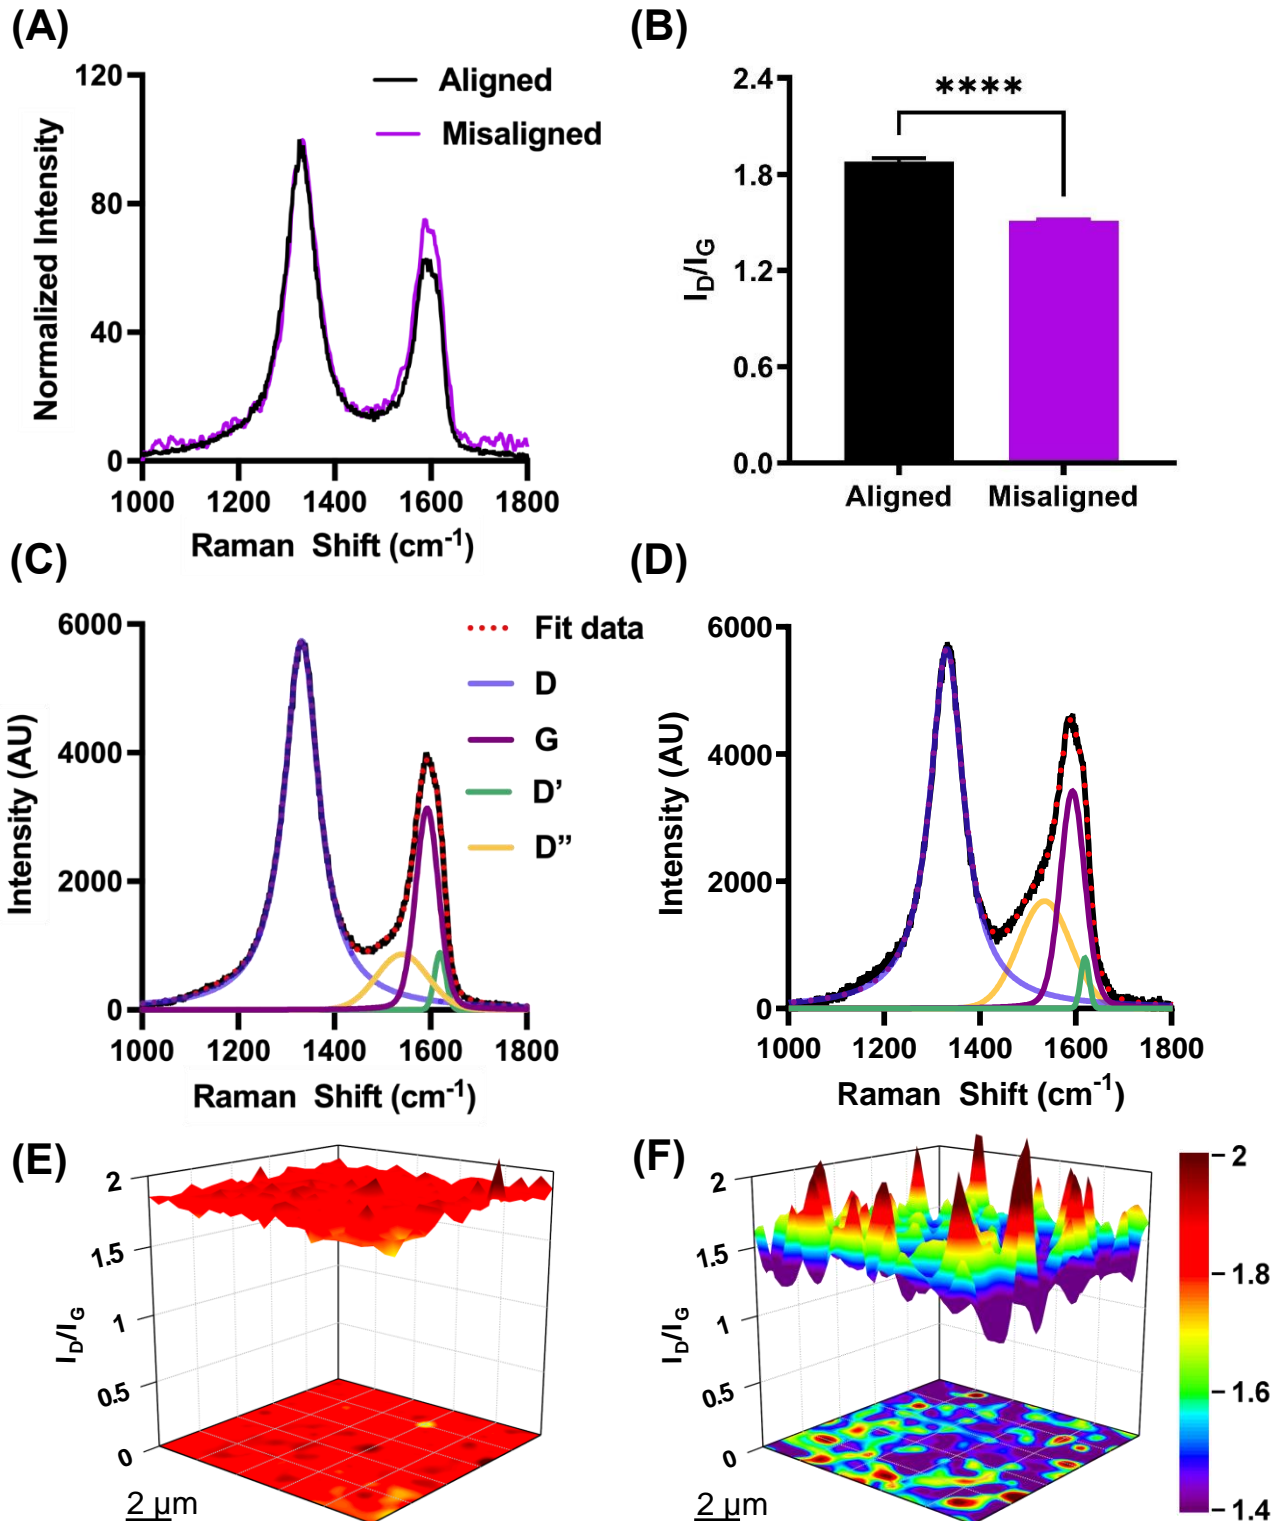 (A)
120
80
40
0
Normalized Intensity
Aligned
Misaligned
1000 1200 1400 1600 1800
Raman Shift (cm-1)
(B)
2.4
1.8
1.2
0.6
0.0
ID/IG
****
Aligned Misaligned
(C)
6000
4000
2000
0
Intensity (AU)
Fit data
D
G
D’
D”
1000 1200 1400 1600 1800
Raman Shift (cm-1)
(D)
6000
4000
2000
0
Intensity (AU)
1000 1200 1400 1600 1800
Raman Shift (cm-1)
(E)
2
1.5
1
0.5
0
ID/IG
2 μm
(F)
2
1.5
1
0.5
0
ID/IG
2 μm
2
1.8
1.6
1.4